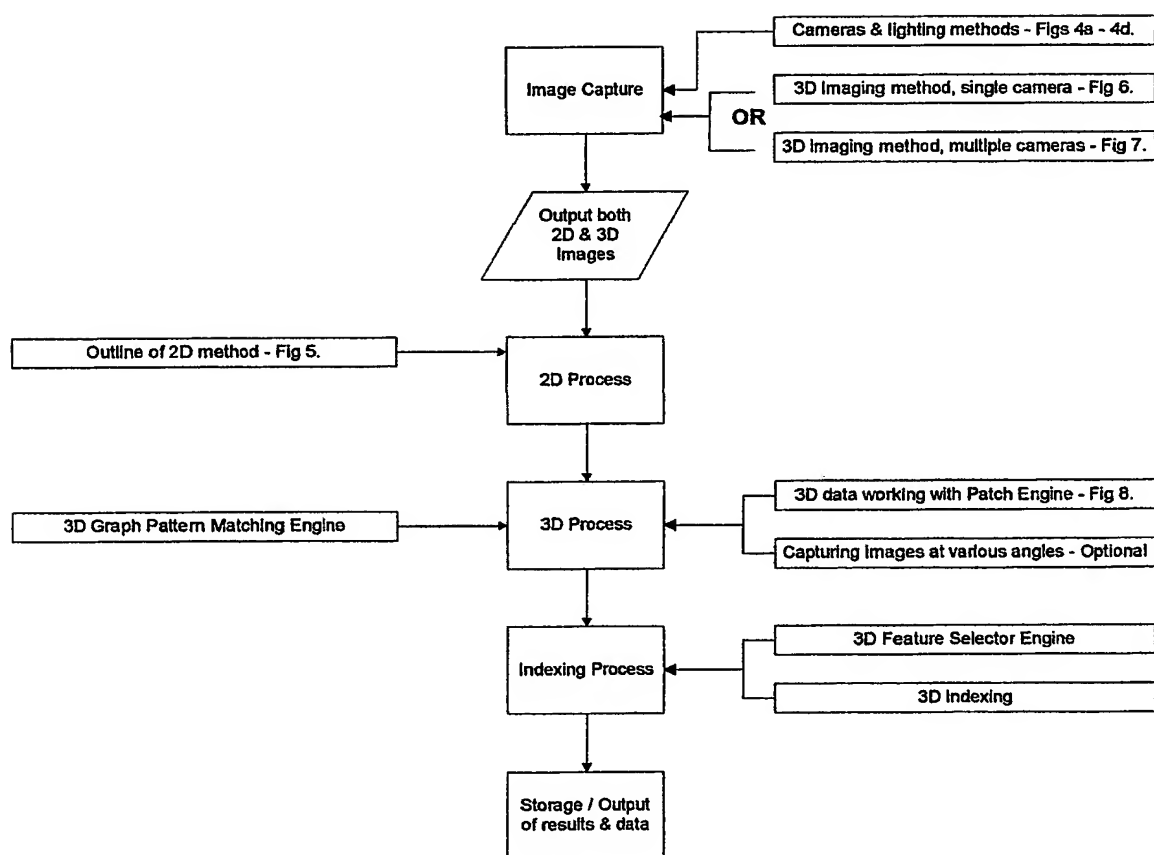 Cameras & lighting methods - Figs 4a - 4d.
Image Capture
3D Imaging method, single camera - Fig 6.
OR
3D Imaging method, multiple cameras - Fig 7.
Output both
2D & 3D
Images
Outline of 2D method - Fig 5.
2D Process
3D data working with Patch Engine - Fig 8.
3D Graph Pattern Matching Engine
3D Process
Capturing images at various angles - Optional
3D Feature Selector Engine
Indexing Process
3D Indexing
Storage / Output
of results & data